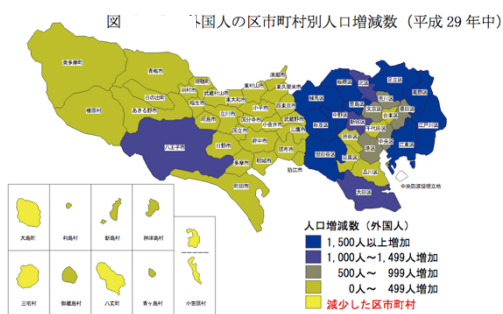 図 外国人の区市町村別人口増減数（平成 29 年中）
奥多摩町
青梅市
瑞穂町
清瀬市
檜原村
日の出町
あきる野市
羽村市
福生市
武蔵村山市
東村山市
東久留米市
東大和市
西東京市
昭島市
立川市
小平市
武蔵野市
国分寺市
小金井市
三鷹市
国立市
府中市
八王子市
日野市
調布市
多摩市
稲城市
狛江市
町田市
練馬区
板橋区
北区
足立区
葛飾区
豊島区
荒川区
文京区
台東区
墨田区
中野区
杉並区
新宿区
千代田区
江戸川区
渋谷区
中央区
江東区
港区
世田谷区
目黒区
品川区
大田区
中央防波堤埋立地
大島町
利島村
新島村
神津島村
三宅村
御蔵島村
八丈町
青ヶ島村
小笠原村
人口増減数（外国人）
1,500人以上増加
1,000人～1,499人増加
500人～ 999人増加
0人～ 499人増加
減少した区市町村